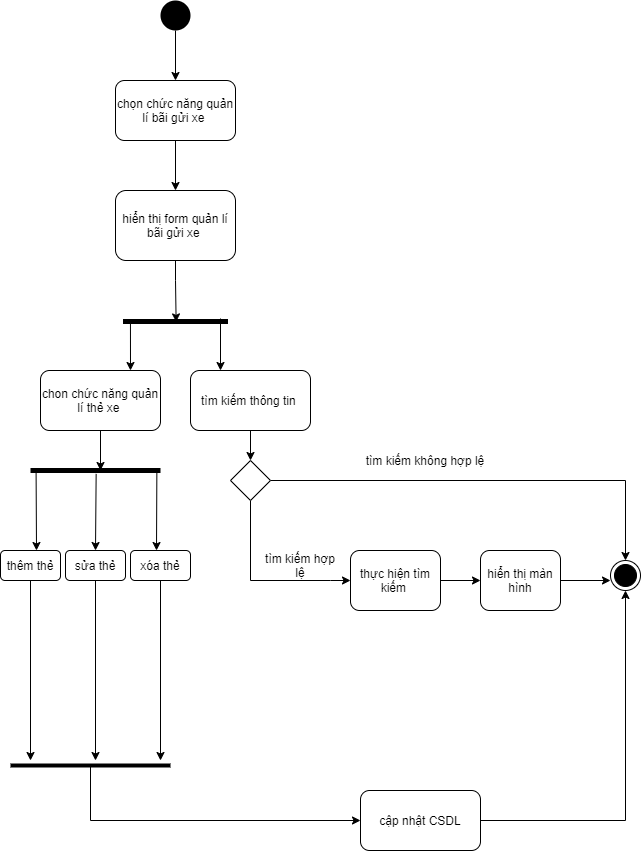 chọn chức năng quản
lí bãi gửi xe
hiển thị form quản lí
bãi gửi xe
chon chức năng quản
lí thẻ xe
tìm kiếm thông tin
tìm kiếm không hợp lệ
tìm kiếm hợp
lệ
thêm thẻ
sửa thẻ
xóa thẻ
thực hiện tìm
kiếm
hiển thị màn
hình
cập nhật CSDL